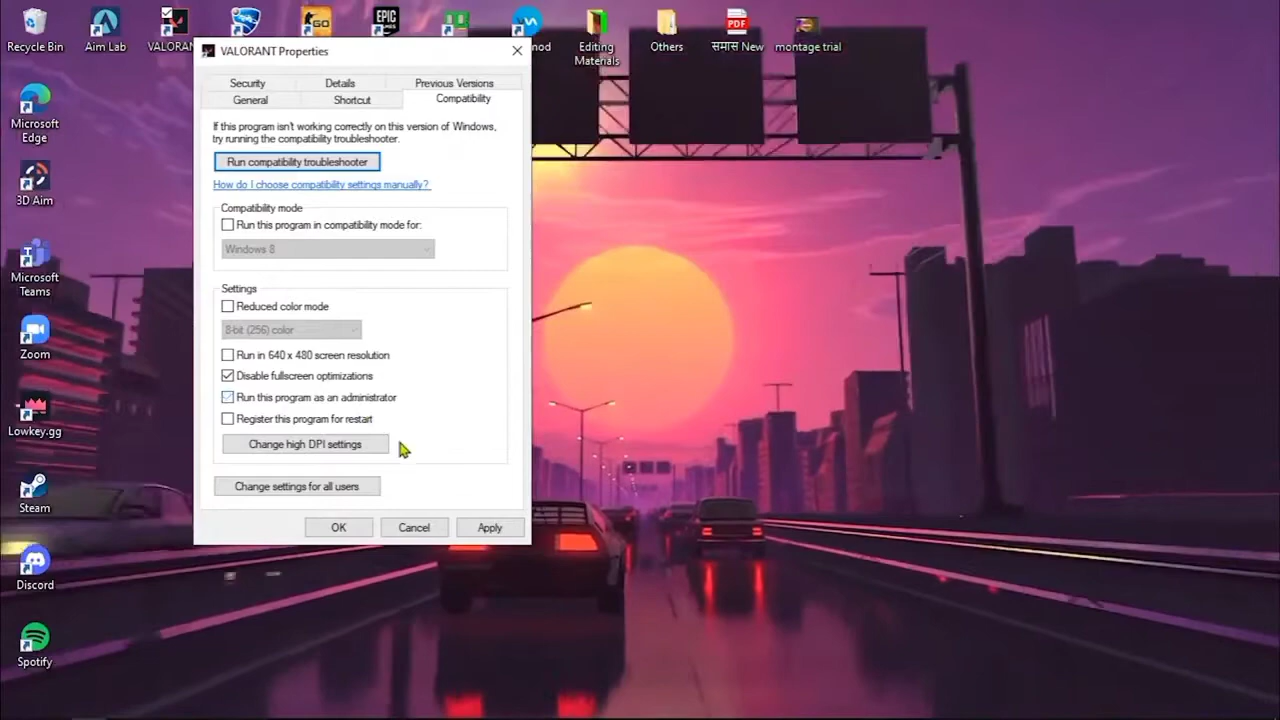 Recycle Bin
Aim Lab
VALORAN
GO
EPIC
GAMES
mod
Editing
Materials
Others
PDF
समास New
montage trial
VALORANT Properties
Security
Details
Previous Versions
General
Shortcut
Compatibility
If this program isn't working correctly on this version of Windows,
try running the compatibility troubleshooter.
Run compatibility troubleshooter
How do I choose compatibility settings manually?
Compatibility mode
Run this program in compatibility mode for:
Windows 8
Settings
Reduced color mode
8-bit (256) color
Run in 640 x 480 screen resolution
Disable fullscreen optimizations
Run this program as an administrator
Register this program for restart
Change high DPI settings
Change settings for all users
OK
Cancel
Apply
Microsoft
Edge
3D Aim
Microsoft
Teams
Zoom
Lowkey.gg
Steam
Discord
Spotify